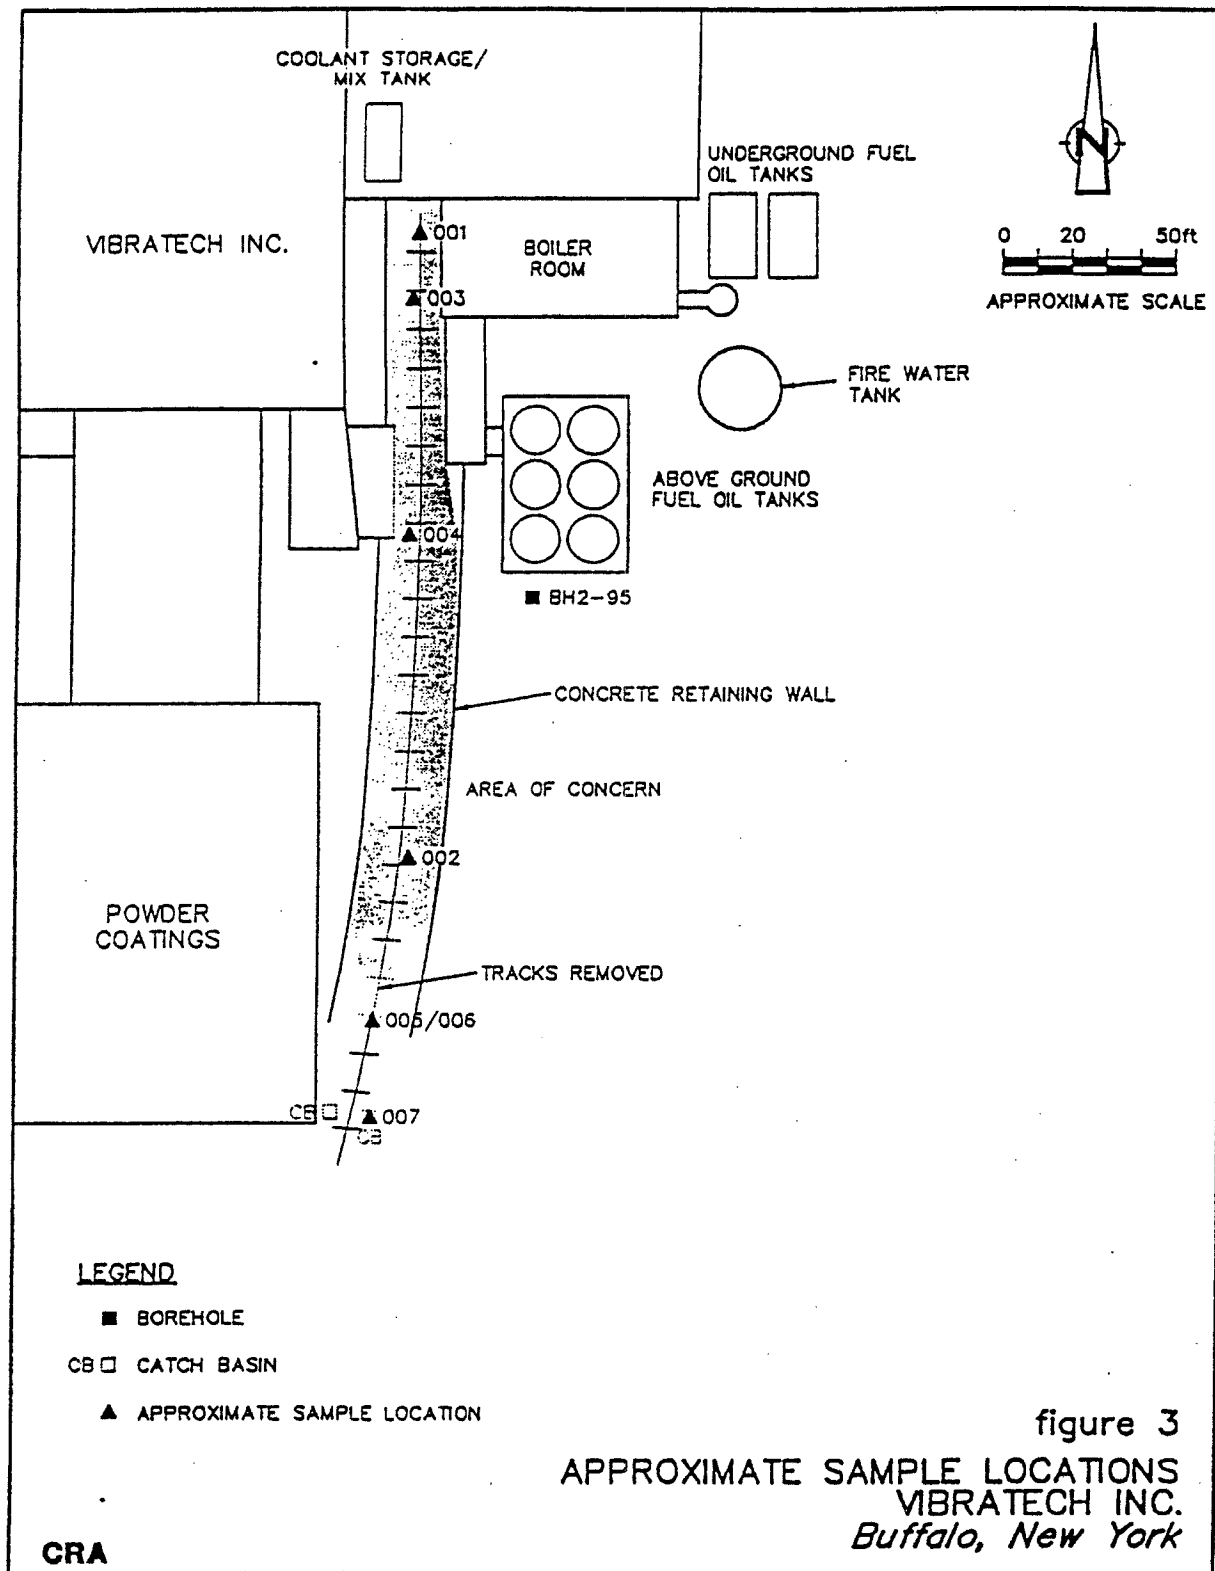 COOLANT STORAGE/
MIX TANK
N
UNDERGROUND FUEL
OIL TANKS
VIBRATECH INC.
001
BOILER
ROOM
0 20 50ft
APPROXIMATE SCALE
003
FIRE WATER
TANK
ABOVE GROUND
FUEL OIL TANKS
004
BH2-95
CONCRETE RETAINING WALL
AREA OF CONCERN
002
POWDER
COATINGS
TRACKS REMOVED
005/006
CB
007
CB
LEGEND
BOREHOLE
CB CATCH BASIN
APPROXIMATE SAMPLE LOCATION
figure 3
APPROXIMATE SAMPLE LOCATIONS
VIBRATECH INC.
Buffalo, New York
CRA